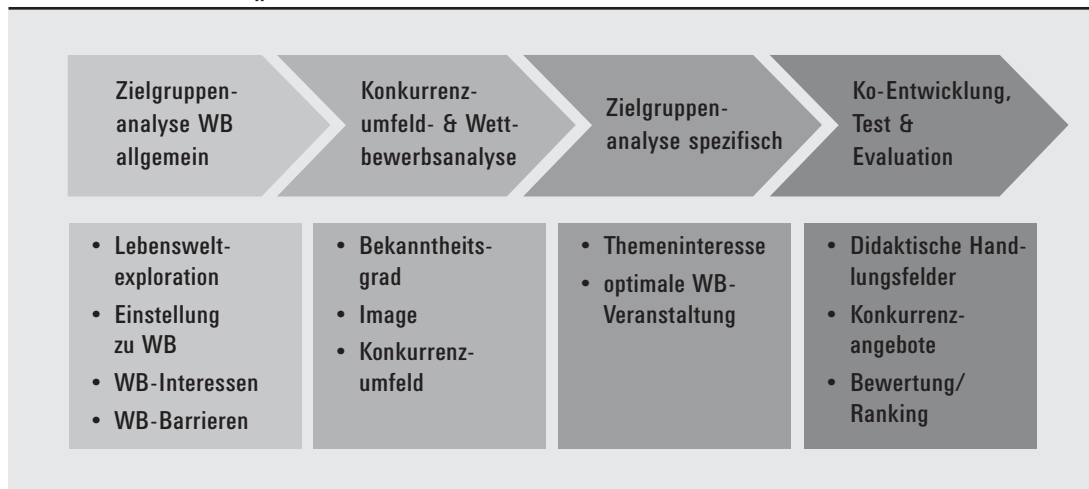 Zielgruppen-
analyse WB
allgemein
Konkurrenz-
umfeld- & Wett-
bewerbsanalyse
Zielgruppen-
analyse spezifisch
Ko-Entwicklung,
Test &
Evaluation
• Lebenswelt-
exploration
• Einstellung
zu WB
• WB-Interessen
• WB-Barrieren
• Bekanntheits-
grad
• Image
• Konkurrenz-
umfeld
• Themeninteresse
• optimale WB-
Veranstaltung
• Didaktische Hand-
lungsfelder
• Konkurrenz-
angebote
• Bewertung/
Ranking